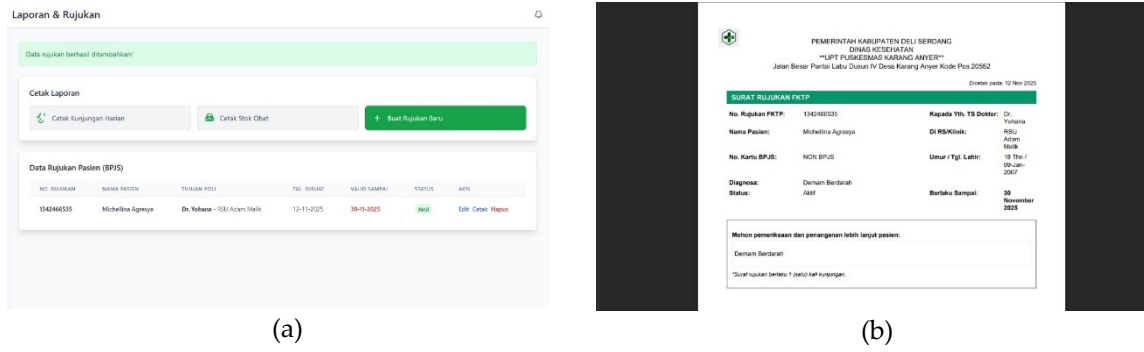 Laporan & Rujukan
Data rujukan berhasil ditambahkan!
Cetak Laporan
Cetak Kunjungan Harian
Cetak Stok Obat
+ Buat Rujukan Baru
Data Rujukan Pasien (BPJS)
NO. RUJUKAN NAMA PASIEN TUJUAN POLI TGL. DIBUAT VALID SAMPAI STATUS AKSI
1342466535 Michellina Agresya Dr. Yohana - RSU Adam Malik 12-11-2025 30-11-2025 Aktif Edit Cetak Hapus
(a)
PEMERINTAH KABUPATEN DELI SERDANG
DINAS KESEHATAN
**UPT PUSKESMAS KARANG ANYER**
Jalan Besar Pantai Labu Dusun IV Desa Karang Anyer Kode Pos 20552
Dicetak pada: 12 Nov 2025
SURAT RUJUKAN FKTP
No. Rujukan FKTP: 1342466535 Kepada Yth. TS Dokter: Dr.
Yohana
Nama Pasien: Michellina Agresya Di RS/Klinik: RSU
Adam
Malik
No. Kartu BPJS: NON BPJS Umur / Tgl. Lahir: 18 Thn /
09-Jan-
2007
Diagnosa: Demam Berdarah
Status: Aktif Berlaku Sampai: 30
November
2025
Mohon pemeriksaan dan penanganan lebih lanjut pasien:
Demam Berdarah
*Surat rujukan berlaku 1 (satu) kali kunjungan.
(b)